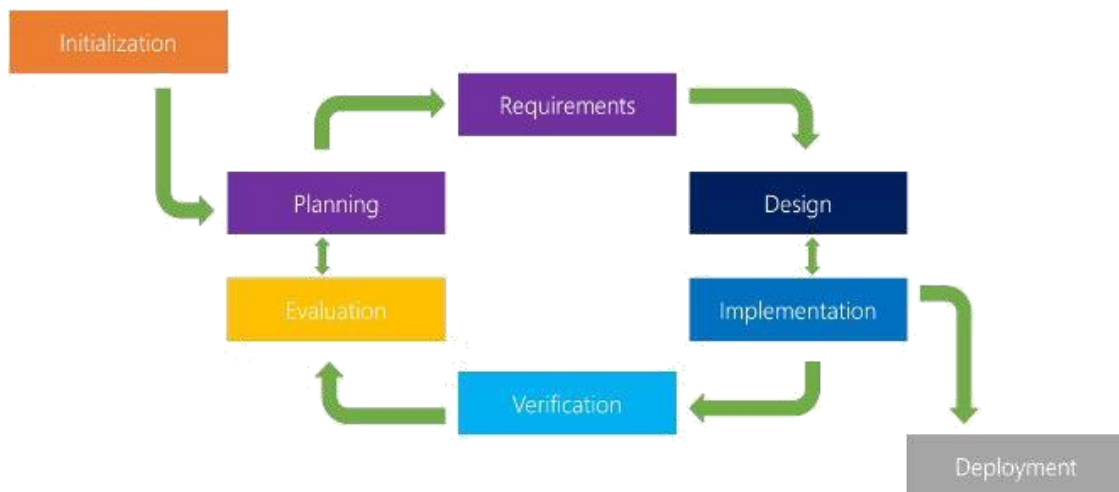 Initialization
Requirements
Planning
Design
Evaluation
Implementation
Verification
Deployment